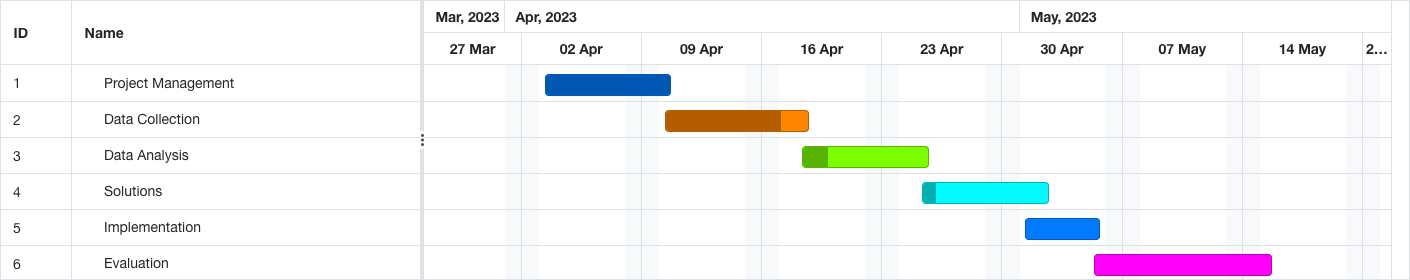 ID Name Mar, 2023 Apr, 2023 May, 2023
27 Mar 02 Apr 09 Apr 16 Apr 23 Apr 30 Apr 07 May 14 May 2...
1 Project Management
2 Data Collection
3 Data Analysis
4 Solutions
5 Implementation
6 Evaluation